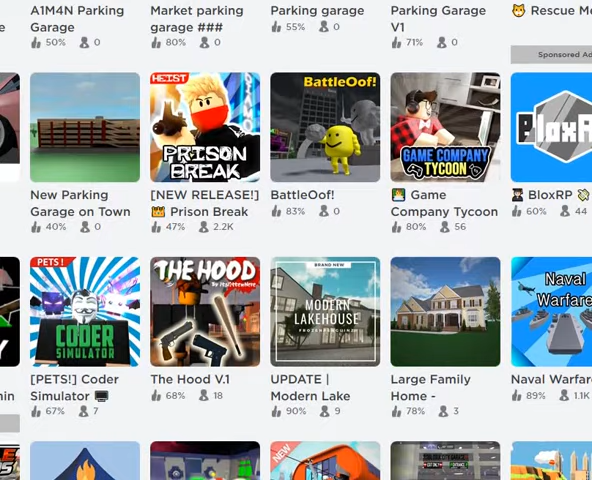 A1M4N Parking
Garage
50% 0
Market parking
garage ###
80% 0
Parking garage
55% 0
Parking Garage
V1
71% 0
Rescue Me
Sponsored Ad
HEIST
PRISON
BREAK
BattleOof!
GAME COMPANY
TYCOON
New Parking
Garage on Town
40% 0
[NEW RELEASE!]
Prison Break
47% 2.2K
BattleOof!
83% 0
Game
Company Tycoon
80% 56
BloxRP
60% 44
PETS!
CODER
SIMULATOR
THE HOOD
BRAND NEW
MODERN
LAKEHOUSE
Naval
Warfare
[PETS!] Coder
Simulator
67% 7
The Hood V.1
68% 18
UPDATE |
Modern Lake
90% 9
Large Family
Home -
78% 3
Naval Warfare
89% 1.1K
NEW